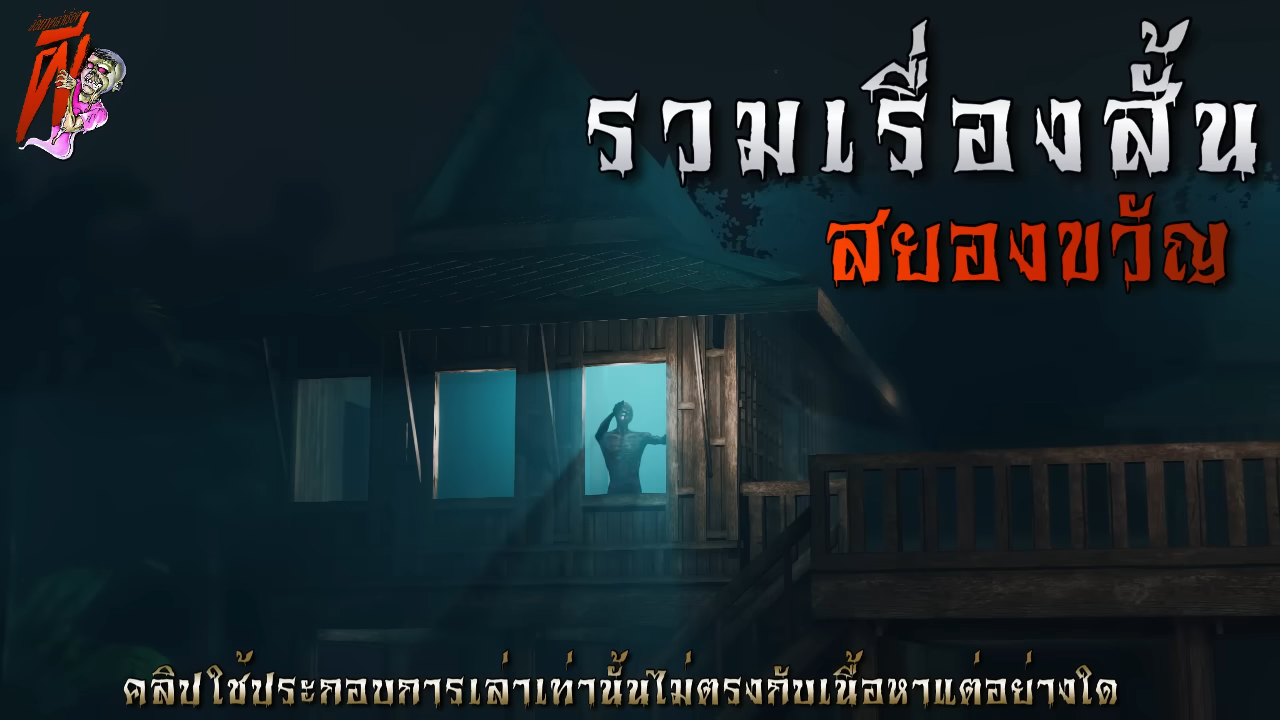 ผี
รวมเรื่องสั้น
สยองขวัญ
คลิปใช้ประกอบการเล่าเท่านั้นไม่ตรงกับเนื้อหาแต่อย่างใด